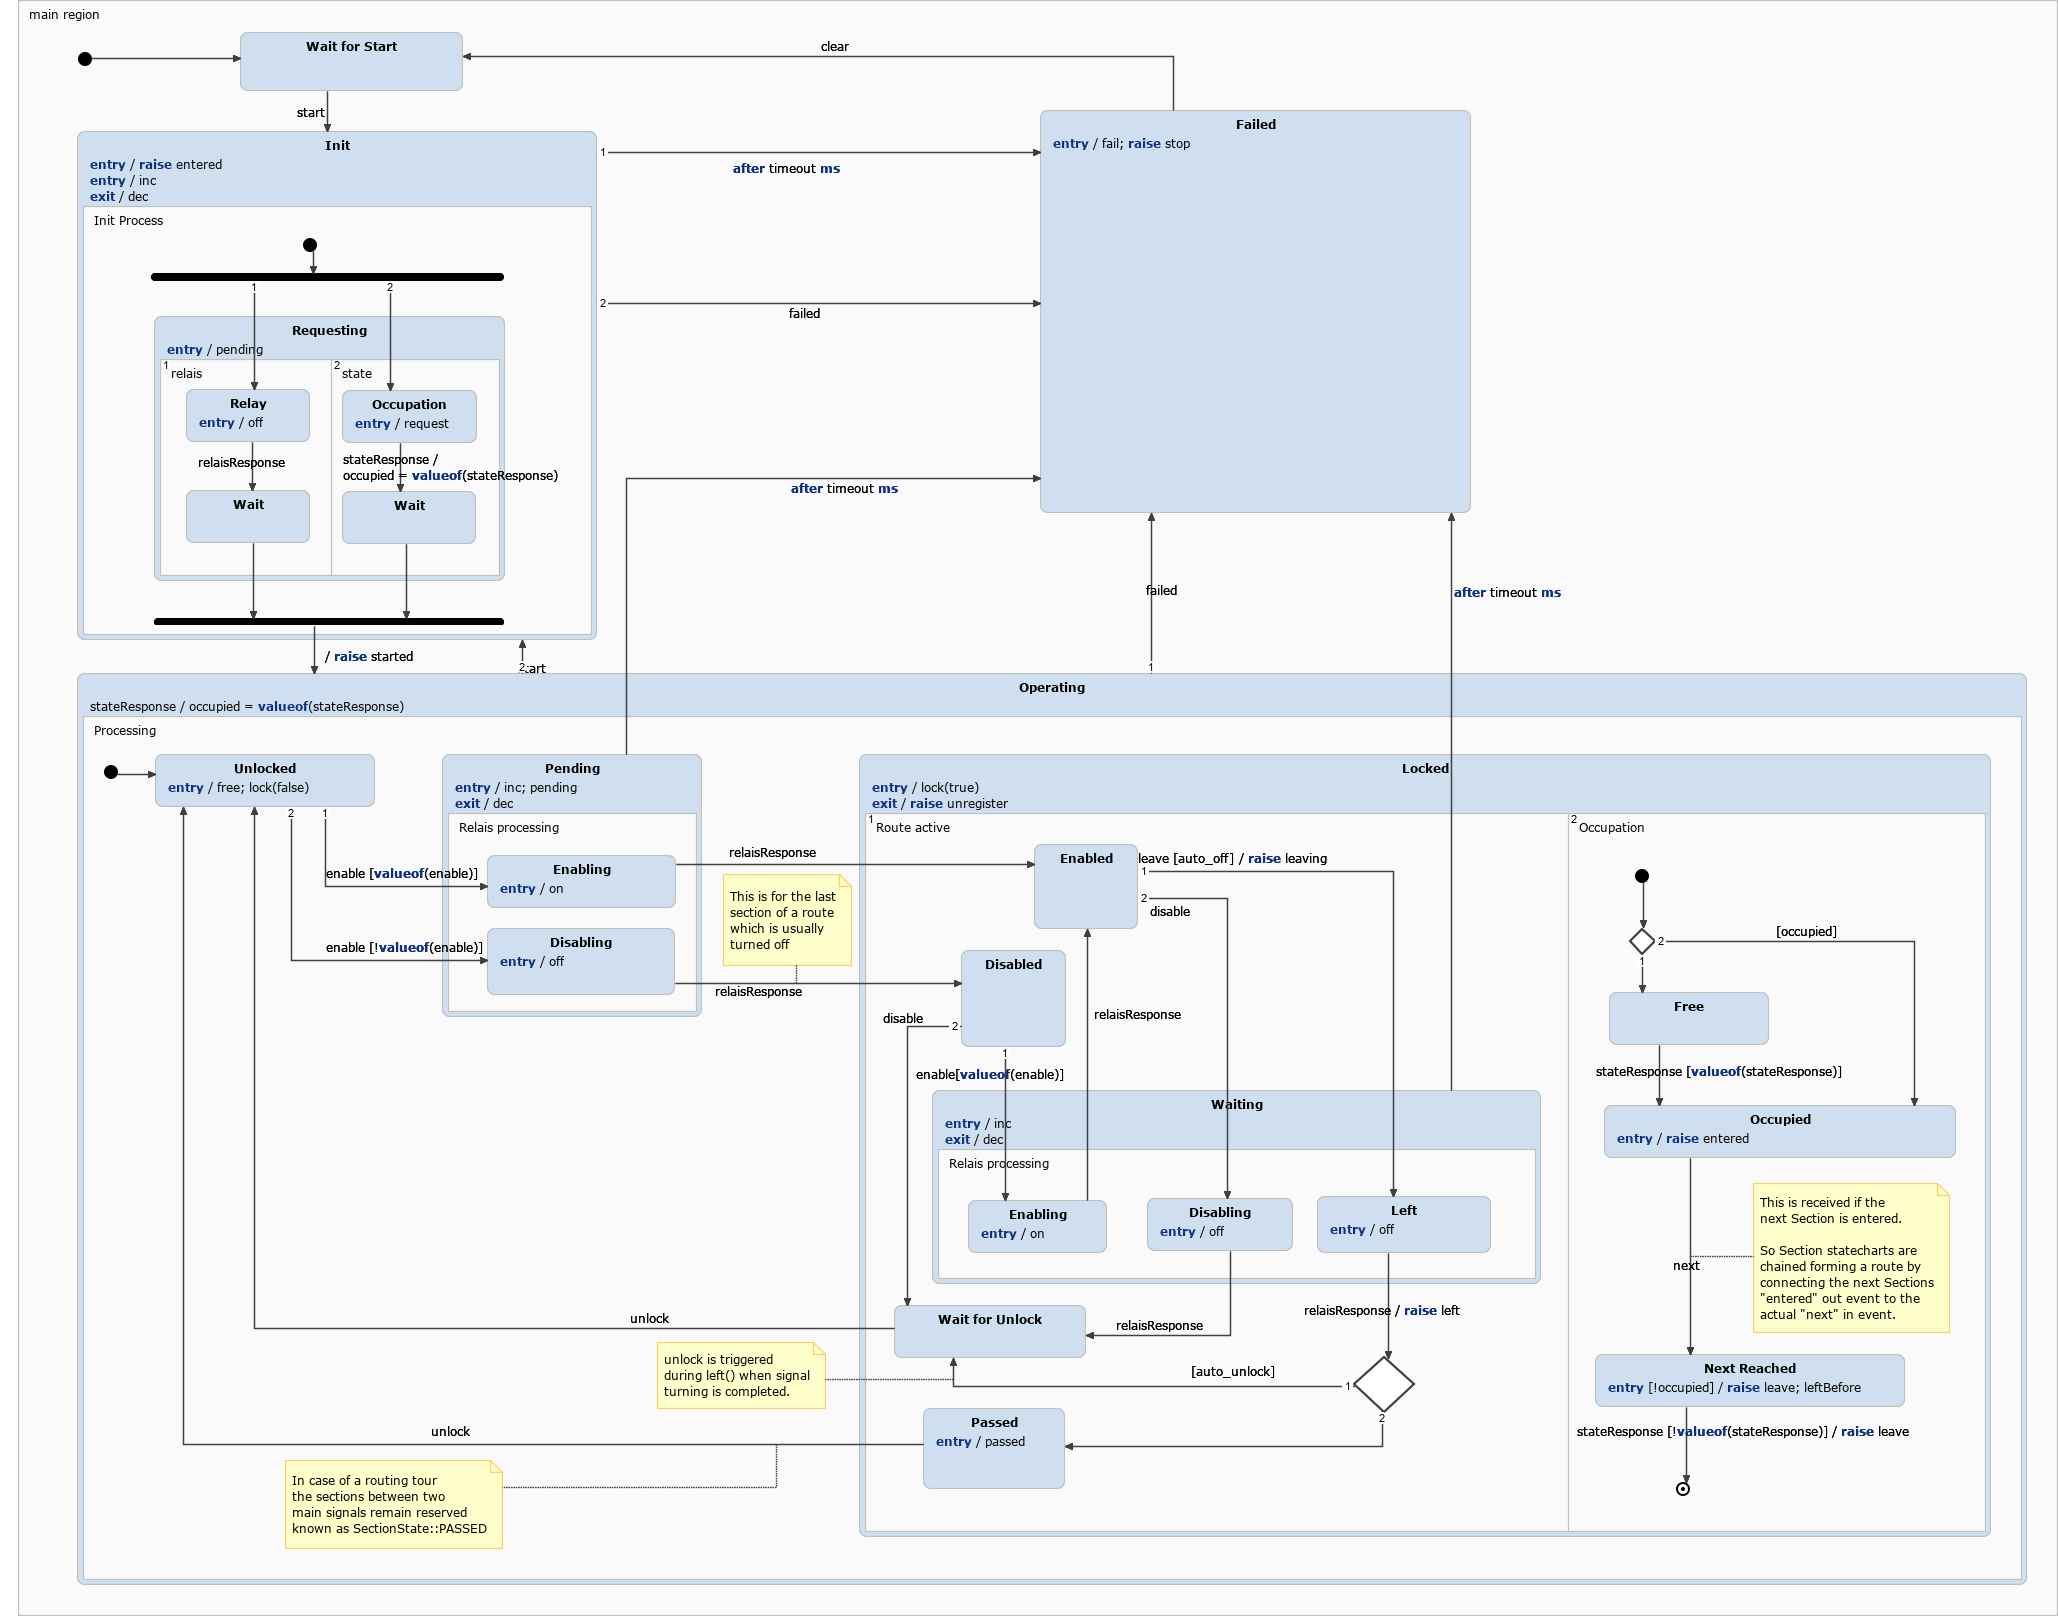 main region
Wait for Start
clear
start
Init
entry / raise entered
entry / inc
exit / dec
Init Process
1
after timeout ms
2
failed
Failed
entry / fail; raise stop
1
2
Requesting
entry / pending
1
relais
2
state
Relay
entry / off
Occupation
entry / request
relaisResponse
stateResponse /
occupied = valueof(stateResponse)
Wait
Wait
after timeout ms
failed
after timeout ms
/ raise started
2
1
Operating
stateResponse / occupied = valueof(stateResponse)
Processing
Unlocked
entry / free; lock(false)
2
1
enable [valueof(enable)]
enable [!valueof(enable)]
Pending
entry / inc; pending
exit / dec
Relais processing
Enabling
entry / on
Disabling
entry / off
relaisResponse
This is for the last
section of a route
which is usually
turned off
relaisResponse
Locked
entry / lock(true)
exit / raise unregister
1
Route active
Enabled
leave [auto_off] / raise leaving
1
2
disable
Disabled
disable
2
1
relaisResponse
enable[valueof(enable)]
Waiting
entry / inc
exit / dec
Relais processing
Enabling
entry / on
Disabling
entry / off
Left
entry / off
relaisResponse / raise left
Wait for Unlock
relaisResponse
unlock
unlock is triggered
during left() when signal
turning is completed.
[auto_unlock]
1
2
Passed
entry / passed
unlock
In case of a routing tour
the sections between two
main signals remain reserved
known as SectionState::PASSED
2
Occupation
2
[occupied]
1
Free
stateResponse [valueof(stateResponse)]
Occupied
entry / raise entered
This is received if the
next Section is entered.
So Section statecharts are
chained forming a route by
connecting the next Sections
"entered" out event to the
actual "next" in event.
next
Next Reached
entry [!occupied] / raise leave; leftBefore
stateResponse [!valueof(stateResponse)] / raise leave